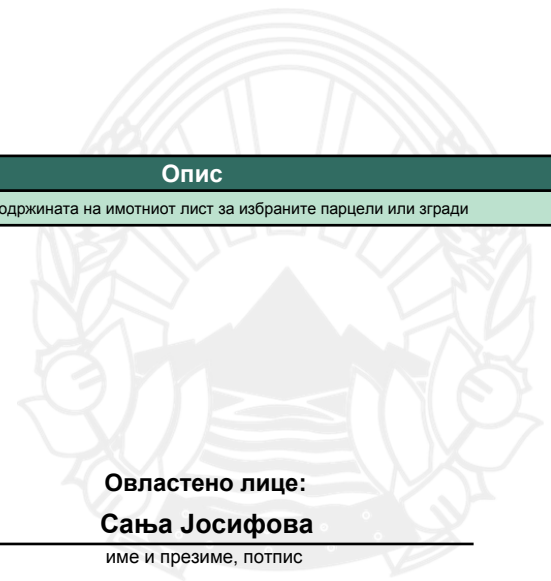 Опис
одржината на имотниот лист за избраните парцели или згради
Овластено лице:
Сања Јосифова
име и презиме, потпис